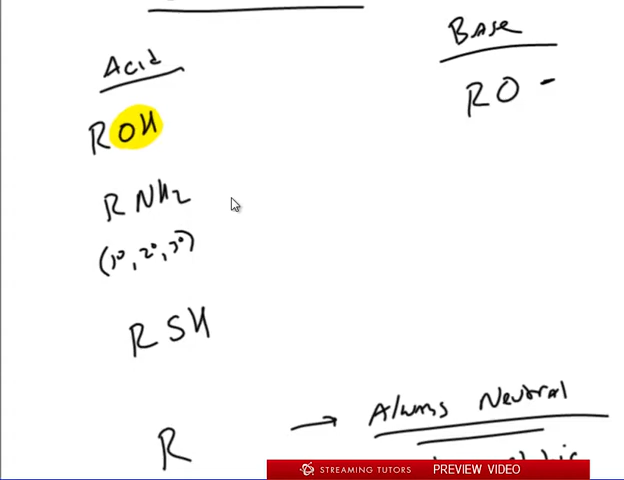 Acid
Base
ROH
RO -
RNH2
(1°, 2°, 3°)
RSH
R → Always Neutral
STREAMING TUTORS PREVIEW VIDEO